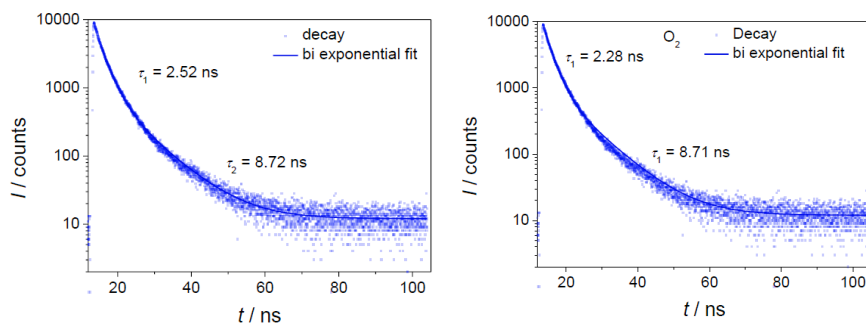 10000
1000
100
10
I / counts
decay
bi exponential fit
τ1 = 2.52 ns
τ2 = 8.72 ns
20 40 60 80 100
t / ns
10000
1000
100
10
I / counts
O2
Decay
bi exponential fit
τ1 = 2.28 ns
τ1 = 8.71 ns
20 40 60 80 100
t / ns